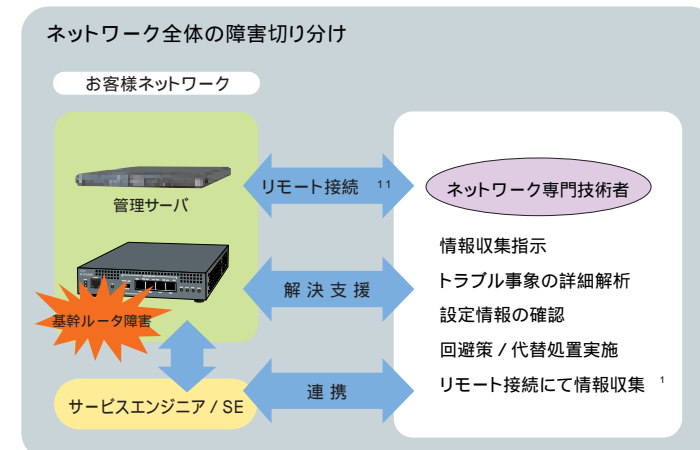 ネットワーク全体の障害切り分け
お客様ネットワーク
管理サーバ
基幹ルータ障害
サービスエンジニア / SE
リモート接続 11
解決支援
連携
ネットワーク専門技術者
情報収集指示
トラブル事象の詳細解析
設定情報の確認
回避策 / 代替処置実施
リモート接続にて情報収集 1